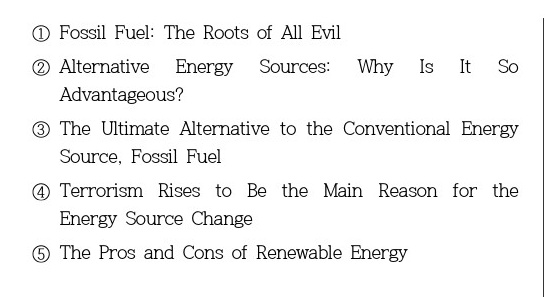 ① Fossil Fuel: The Roots of All Evil
② Alternative Energy Sources: Why Is It So
Advantageous?
③ The Ultimate Alternative to the Conventional Energy
Source, Fossil Fuel
④ Terrorism Rises to Be the Main Reason for the
Energy Source Change
⑤ The Pros and Cons of Renewable Energy